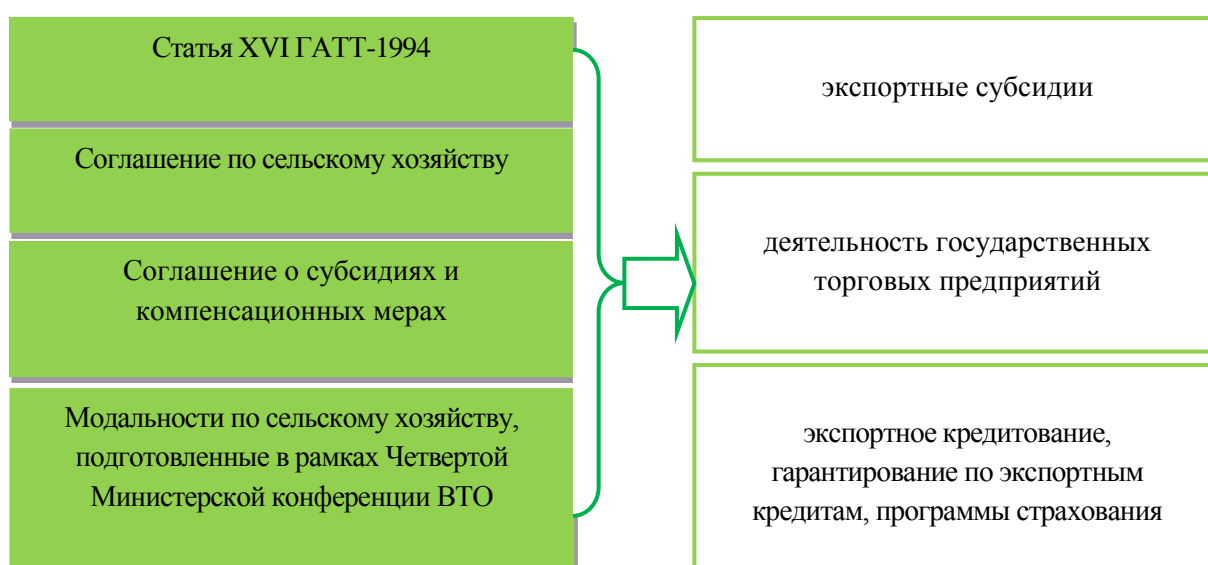 Статья XVI ГАТТ-1994
Соглашение по сельскому хозяйству
Соглашение о субсидиях и
компенсационных мерах
Модальности по сельскому хозяйству,
подготовленные в рамках Четвертой
Министерской конференции ВТО
экспортные субсидии
деятельность государственных
торговых предприятий
экспортное кредитование,
гарантирование по экспортным
кредитам, программы страхования